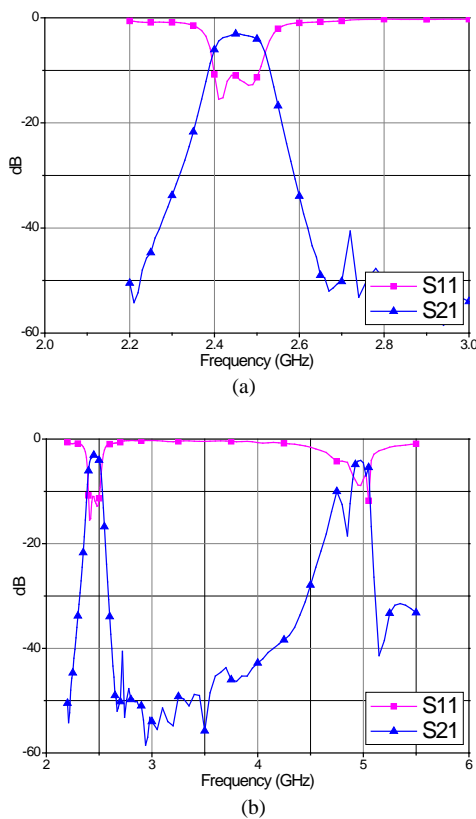 0
-20
-40
-60
dB
2.0 2.2 2.4 2.6 2.8 3.0
Frequency (GHz)
S11
S21
(a)
0
-20
-40
-60
dB
2 3 4 5 6
Frequency (GHz)
S11
S21
(b)